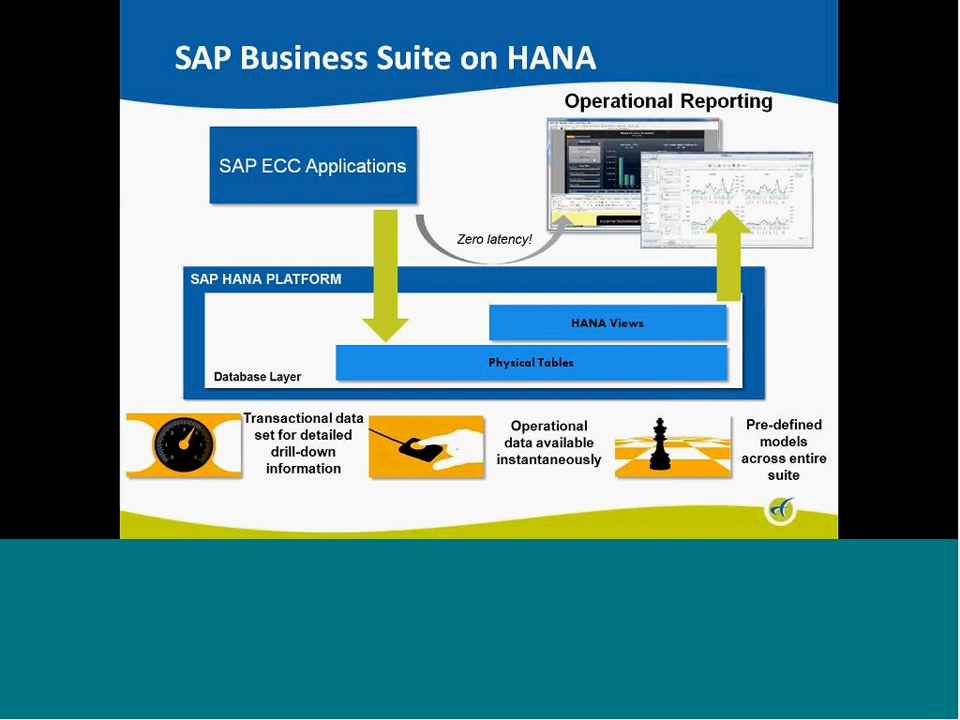 SAP Business Suite on HANA
Operational Reporting
SAP ECC Applications
Zero latency!
SAP HANA PLATFORM
HANA Views
Physical Tables
Database Layer
Transactional data
set for detailed
drill-down
information
Operational
data available
instantaneously
Pre-defined
models
across entire
suite